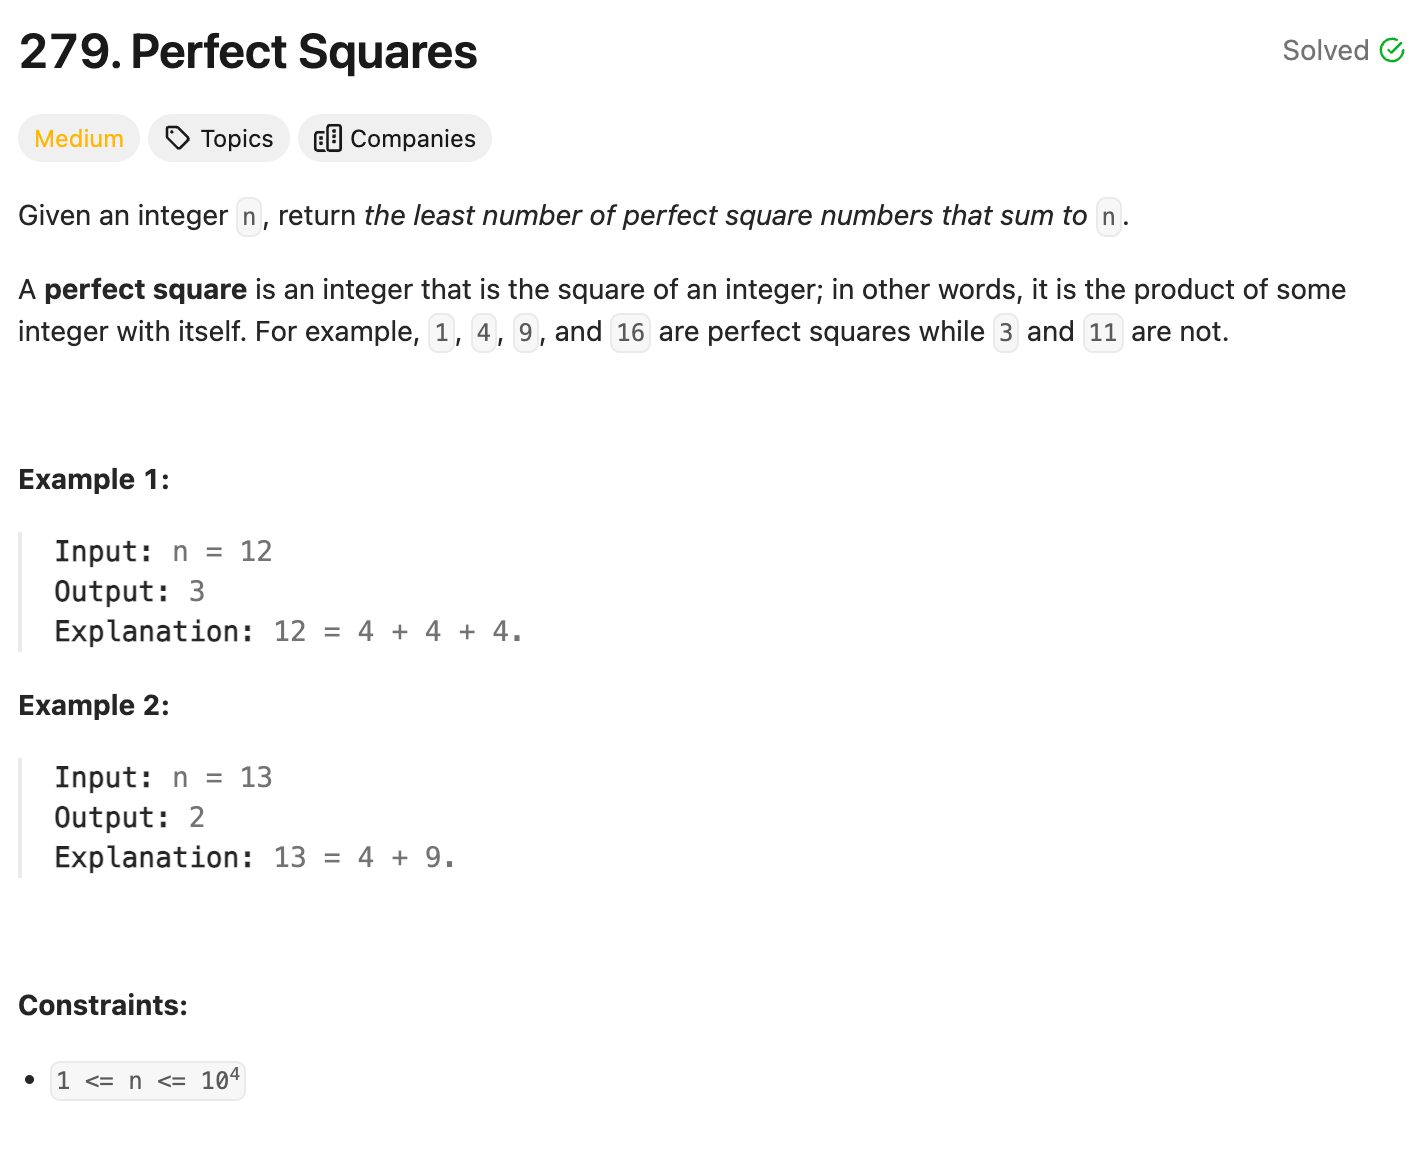 279. Perfect Squares
Solved
Medium
Topics
Companies
Given an integer n, return the least number of perfect square numbers that sum to n.
A perfect square is an integer that is the square of an integer; in other words, it is the product of some
integer with itself. For example, 1, 4, 9, and 16 are perfect squares while 3 and 11 are not.
Example 1:
Input: n = 12
Output: 3
Explanation: 12 = 4 + 4 + 4.
Example 2:
Input: n = 13
Output: 2
Explanation: 13 = 4 + 9.
Constraints:
• 1 <= n <= 10⁴